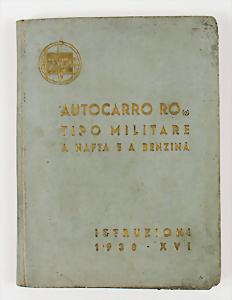 AUTOCARRO RO
TIPO MILITARE
A NAFTA E A BENZINA
ISTRUZIONI
1938 - XVI